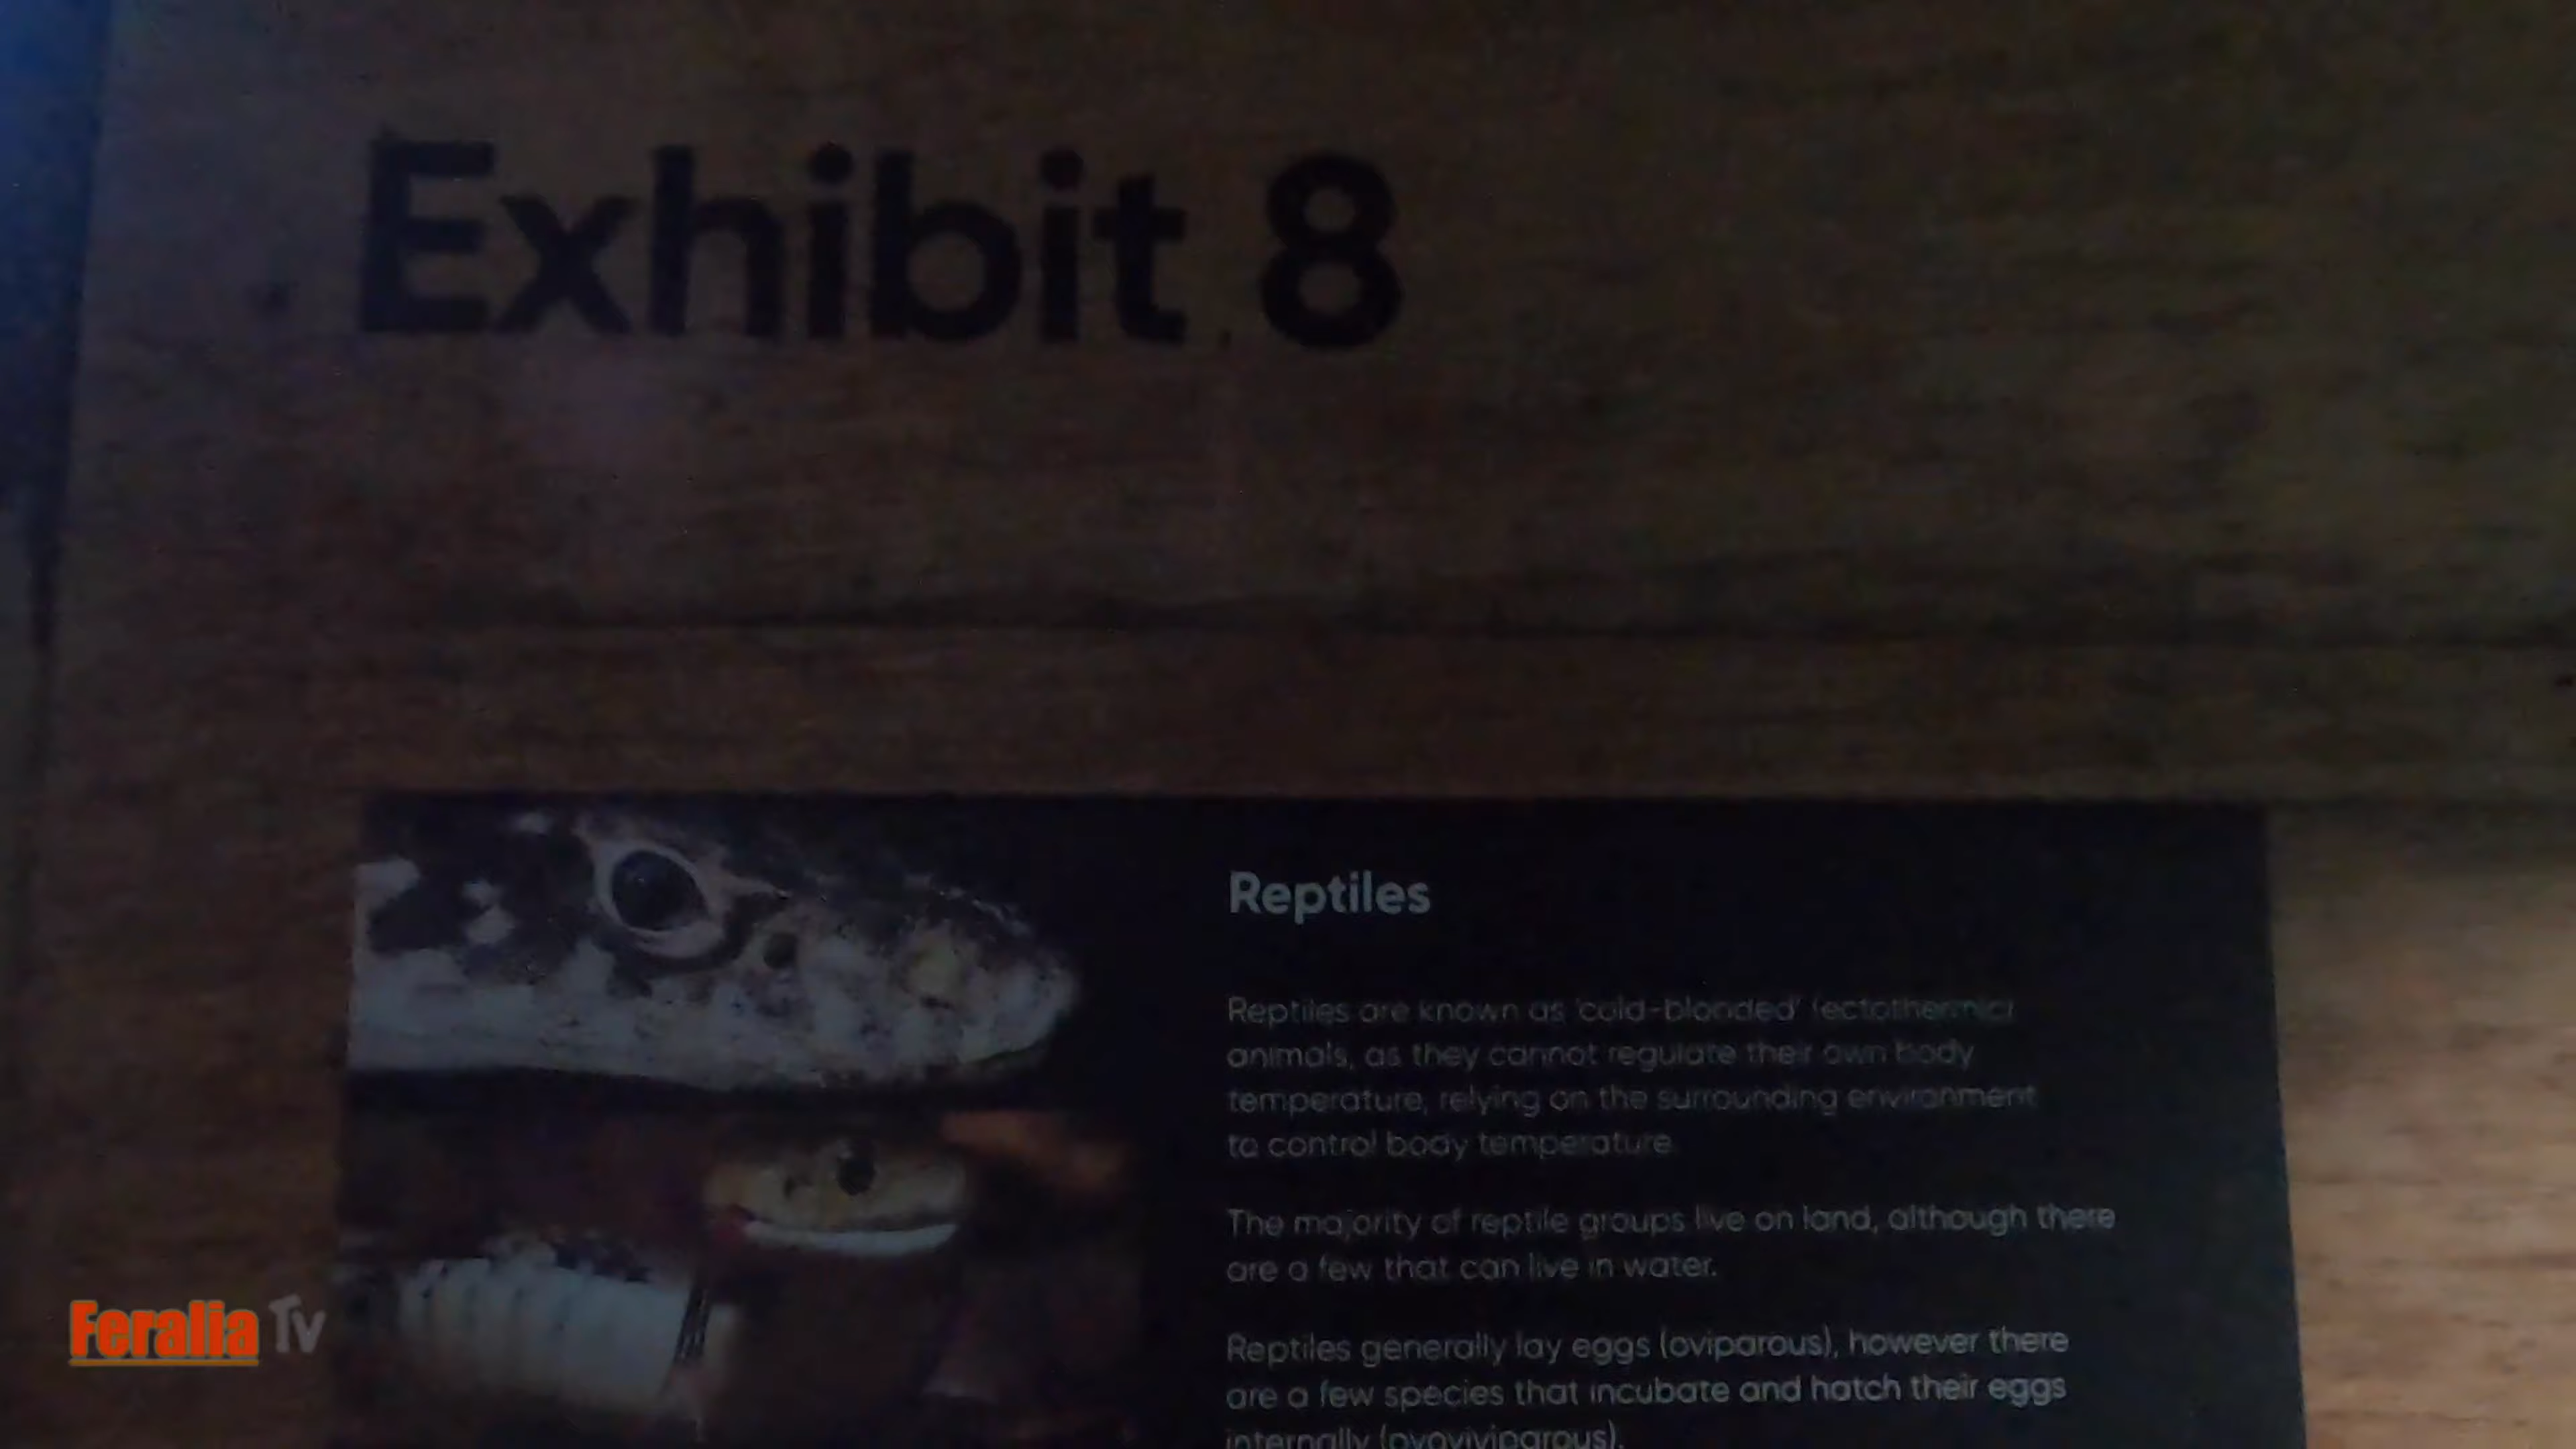 Exhibit 8
Reptiles
Reptiles are known as 'cold-blooded' (ectothermic)
animals, as they cannot regulate their own body
temperature, relying on the surrounding environment
to control body temperature.
The majority of reptile groups live on land, although there
are a few that can live in water.
Reptiles generally lay eggs (oviparous), however there
are a few species that incubate and hatch their eggs
internally (ovoviviparous).
Feralia Tv